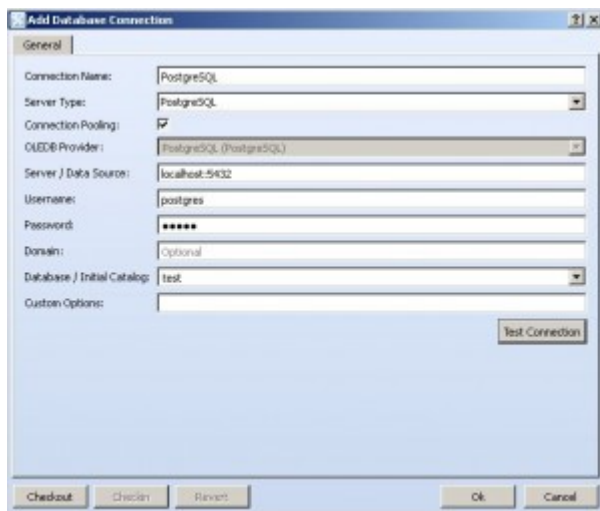 Add Database Connection
General
Connection Name: PostgreSQL
Server Type: PostgreSQL
Connection Pooling:
OLEDB Provider: PostgreSQL (PostgreSQL)
Server / Data Source: localhost:5432
Username: postgres
Password: •••••
Domain: Optional
Database / Initial Catalog: test
Custom Options:
Test Connection
Checkout Checkin Revert Ok Cancel